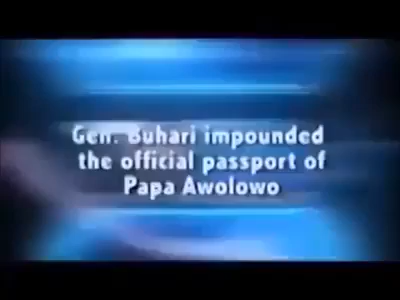 Gen. Buhari impounded
the official passport of
Papa Awolowo